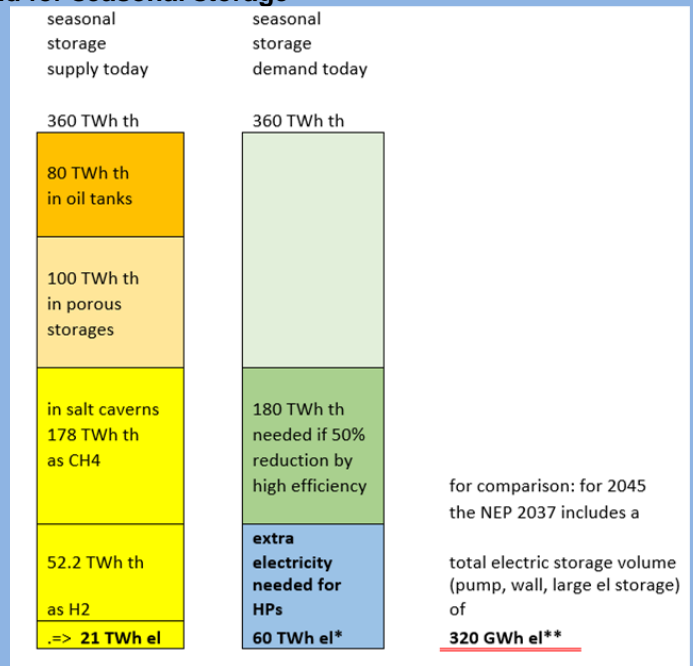 for seasonal storage
seasonal
storage
supply today
360 TWh th
80 TWh th
in oil tanks
100 TWh th
in porous
storages
in salt caverns
178 TWh th
as CH4
52.2 TWh th
as H2
.=> 21 TWh el
seasonal
storage
demand today
360 TWh th
180 TWh th
needed if 50%
reduction by
high efficiency
extra
electricity
needed for
HPs
60 TWh el*
for comparison: for 2045
the NEP 2037 includes a
total electric storage volume
(pump, wall, large el storage)
of
320 GWh el**